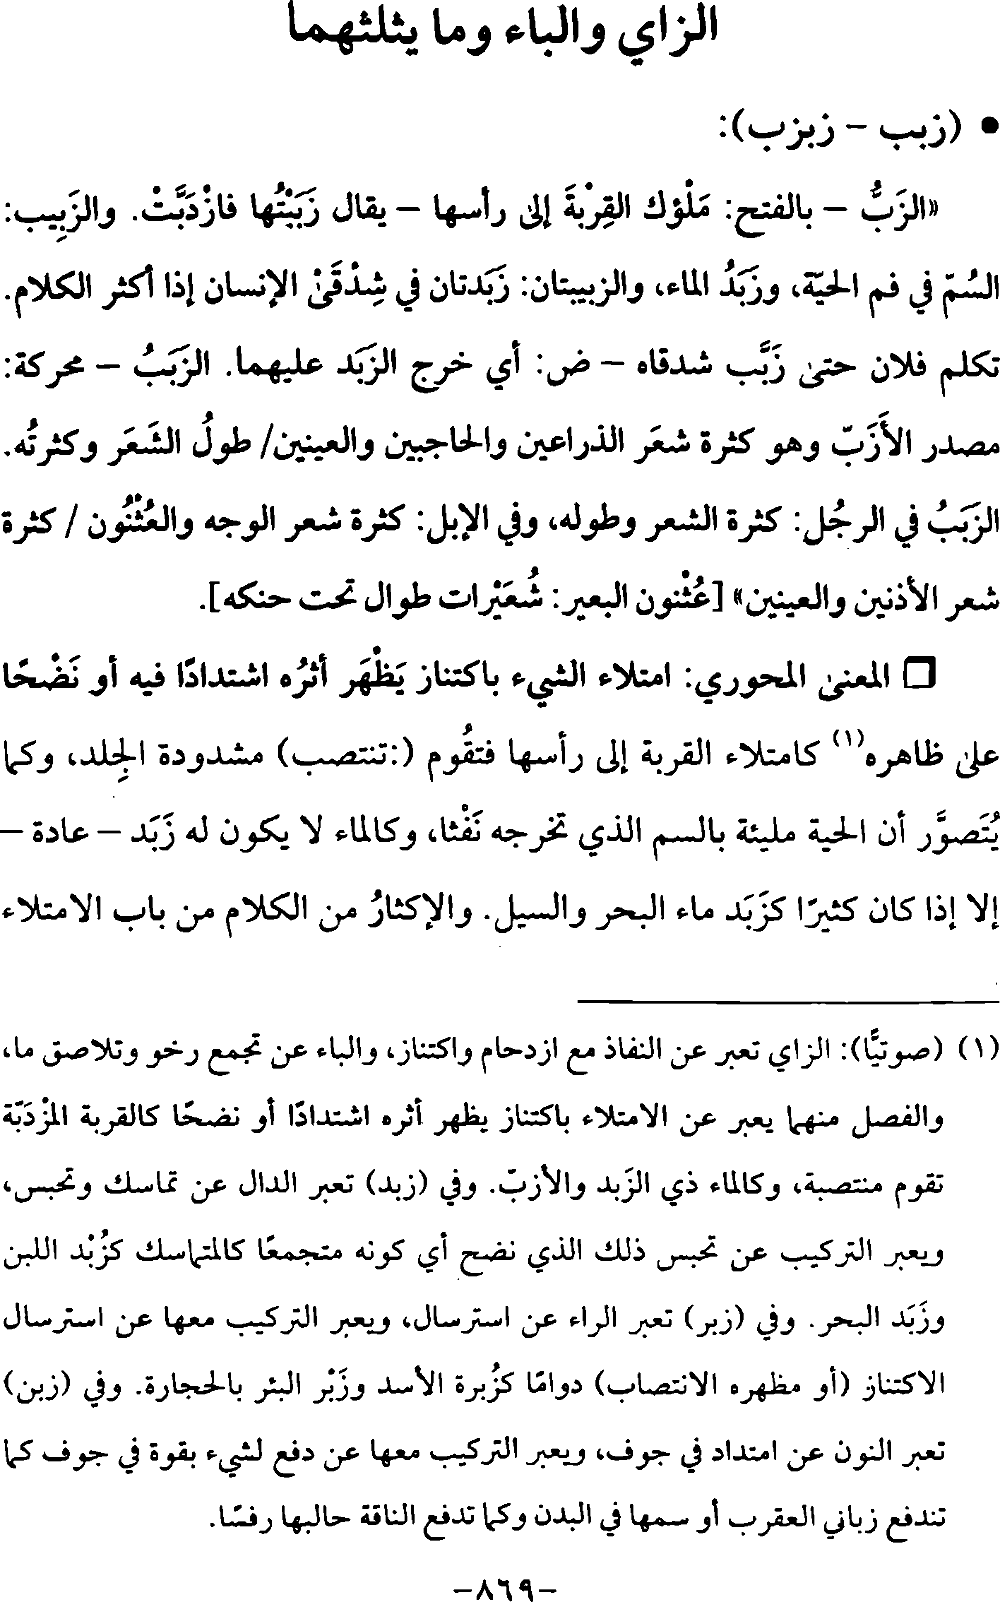 الزاي والباء وما يثلثهما
• (زبب - زبزب):
«الزَبُّ - بالفتح: مَلْؤك القِرْبةَ إلى رأسها - يقال زَبَبْتُها فازْدَبَّتْ. والزَبِيب:
السُمّ في فم الحيّة، وزَبَدُ الماء، والزبيبتان: زَبَدتان في شِدْقَىْ الإنسان إذا أكثر الكلام.
تكلم فلان حتى زَبَّب شدقاه - ض: أي خرج الزبَد عليهما. الزَبَبُ - محركة:
مصدر الأَزَبّ وهو كثرة شعَر الذراعين والحاجبين والعينين/ طولُ الشَعَر وكثرتُه.
الزَبَبُ في الرجُل: كثرة الشعر وطوله، وفي الإبل: كثرة شعر الوجه والعُثْنُون / كثرة
شعر الأذنين والعينين» [عُثْنون البعير: شُعَيْرات طوال تحت حنكه].
❏ المعنى المحوري: امتلاء الشيء باكتناز يَظْهَر أثرُه اشتدادًا فيه أو نَضْحًا
على ظاهره(١) كامتلاء القربة إلى رأسها فتقُوم (:تنتصب) مشدودة الجِلد، وكما
يُتَصوَّر أن الحية مليئة بالسم الذي تخرجه نَفْثا، وكالماء لا يكون له زَبَد - عادة -
إلا إذا كان كثيرًا كزَبَد ماء البحر والسيل. والإكثارُ من الكلام من باب الامتلاء
(١) (صوتيًّا): الزاي تعبر عن النفاذ مع ازدحام واكتناز، والباء عن تجمع رخو وتلاصق ما،
والفصل منهما يعبر عن الامتلاء باكتناز يظهر أثره اشتدادًا أو نضحًا كالقربة المزْدَبّة
تقوم منتصبة، وكالماء ذي الزَبد والأزبّ. وفي (زبد) تعبر الدال عن تماسك وتحبس،
ويعبر التركيب عن تحبس ذلك الذي نضح أي كونه متجمعًا كالمتماسك كزُبْد اللبن
وزَبَد البحر. وفي (زبر) تعبر الراء عن استرسال، ويعبر التركيب معها عن استرسال
الاكتناز (أو مظهره الانتصاب) دوامًا كزُبرة الأسد وزَبْر البئر بالحجارة. وفي (زبن)
تعبر النون عن امتداد في جوف، ويعبر التركيب معها عن دفع لشيء بقوة في جوف كما
تندفع زباني العقرب أو سمها في البدن وكما تدفع الناقة حالبها رفسًا.
-٨٦٩-